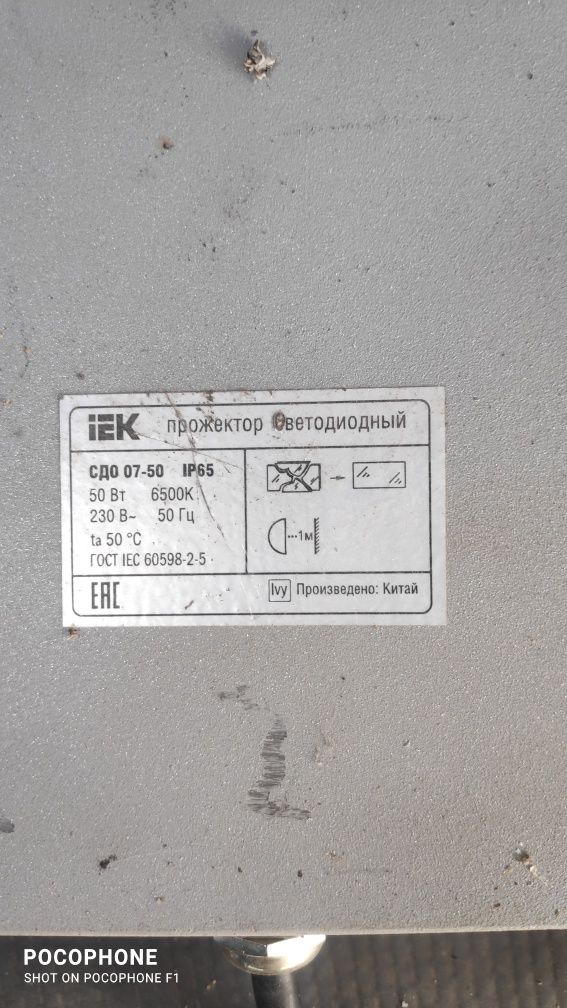 IEK прожектор Светодиодный
СДО 07-50 IP65
50 Вт 6500K
230 В~ 50 Гц
ta 50 °C
ГОСТ IEC 60598-2-5
1м
EAC
Ivy Произведено: Китай
POCOPHONE
SHOT ON POCOPHONE F1